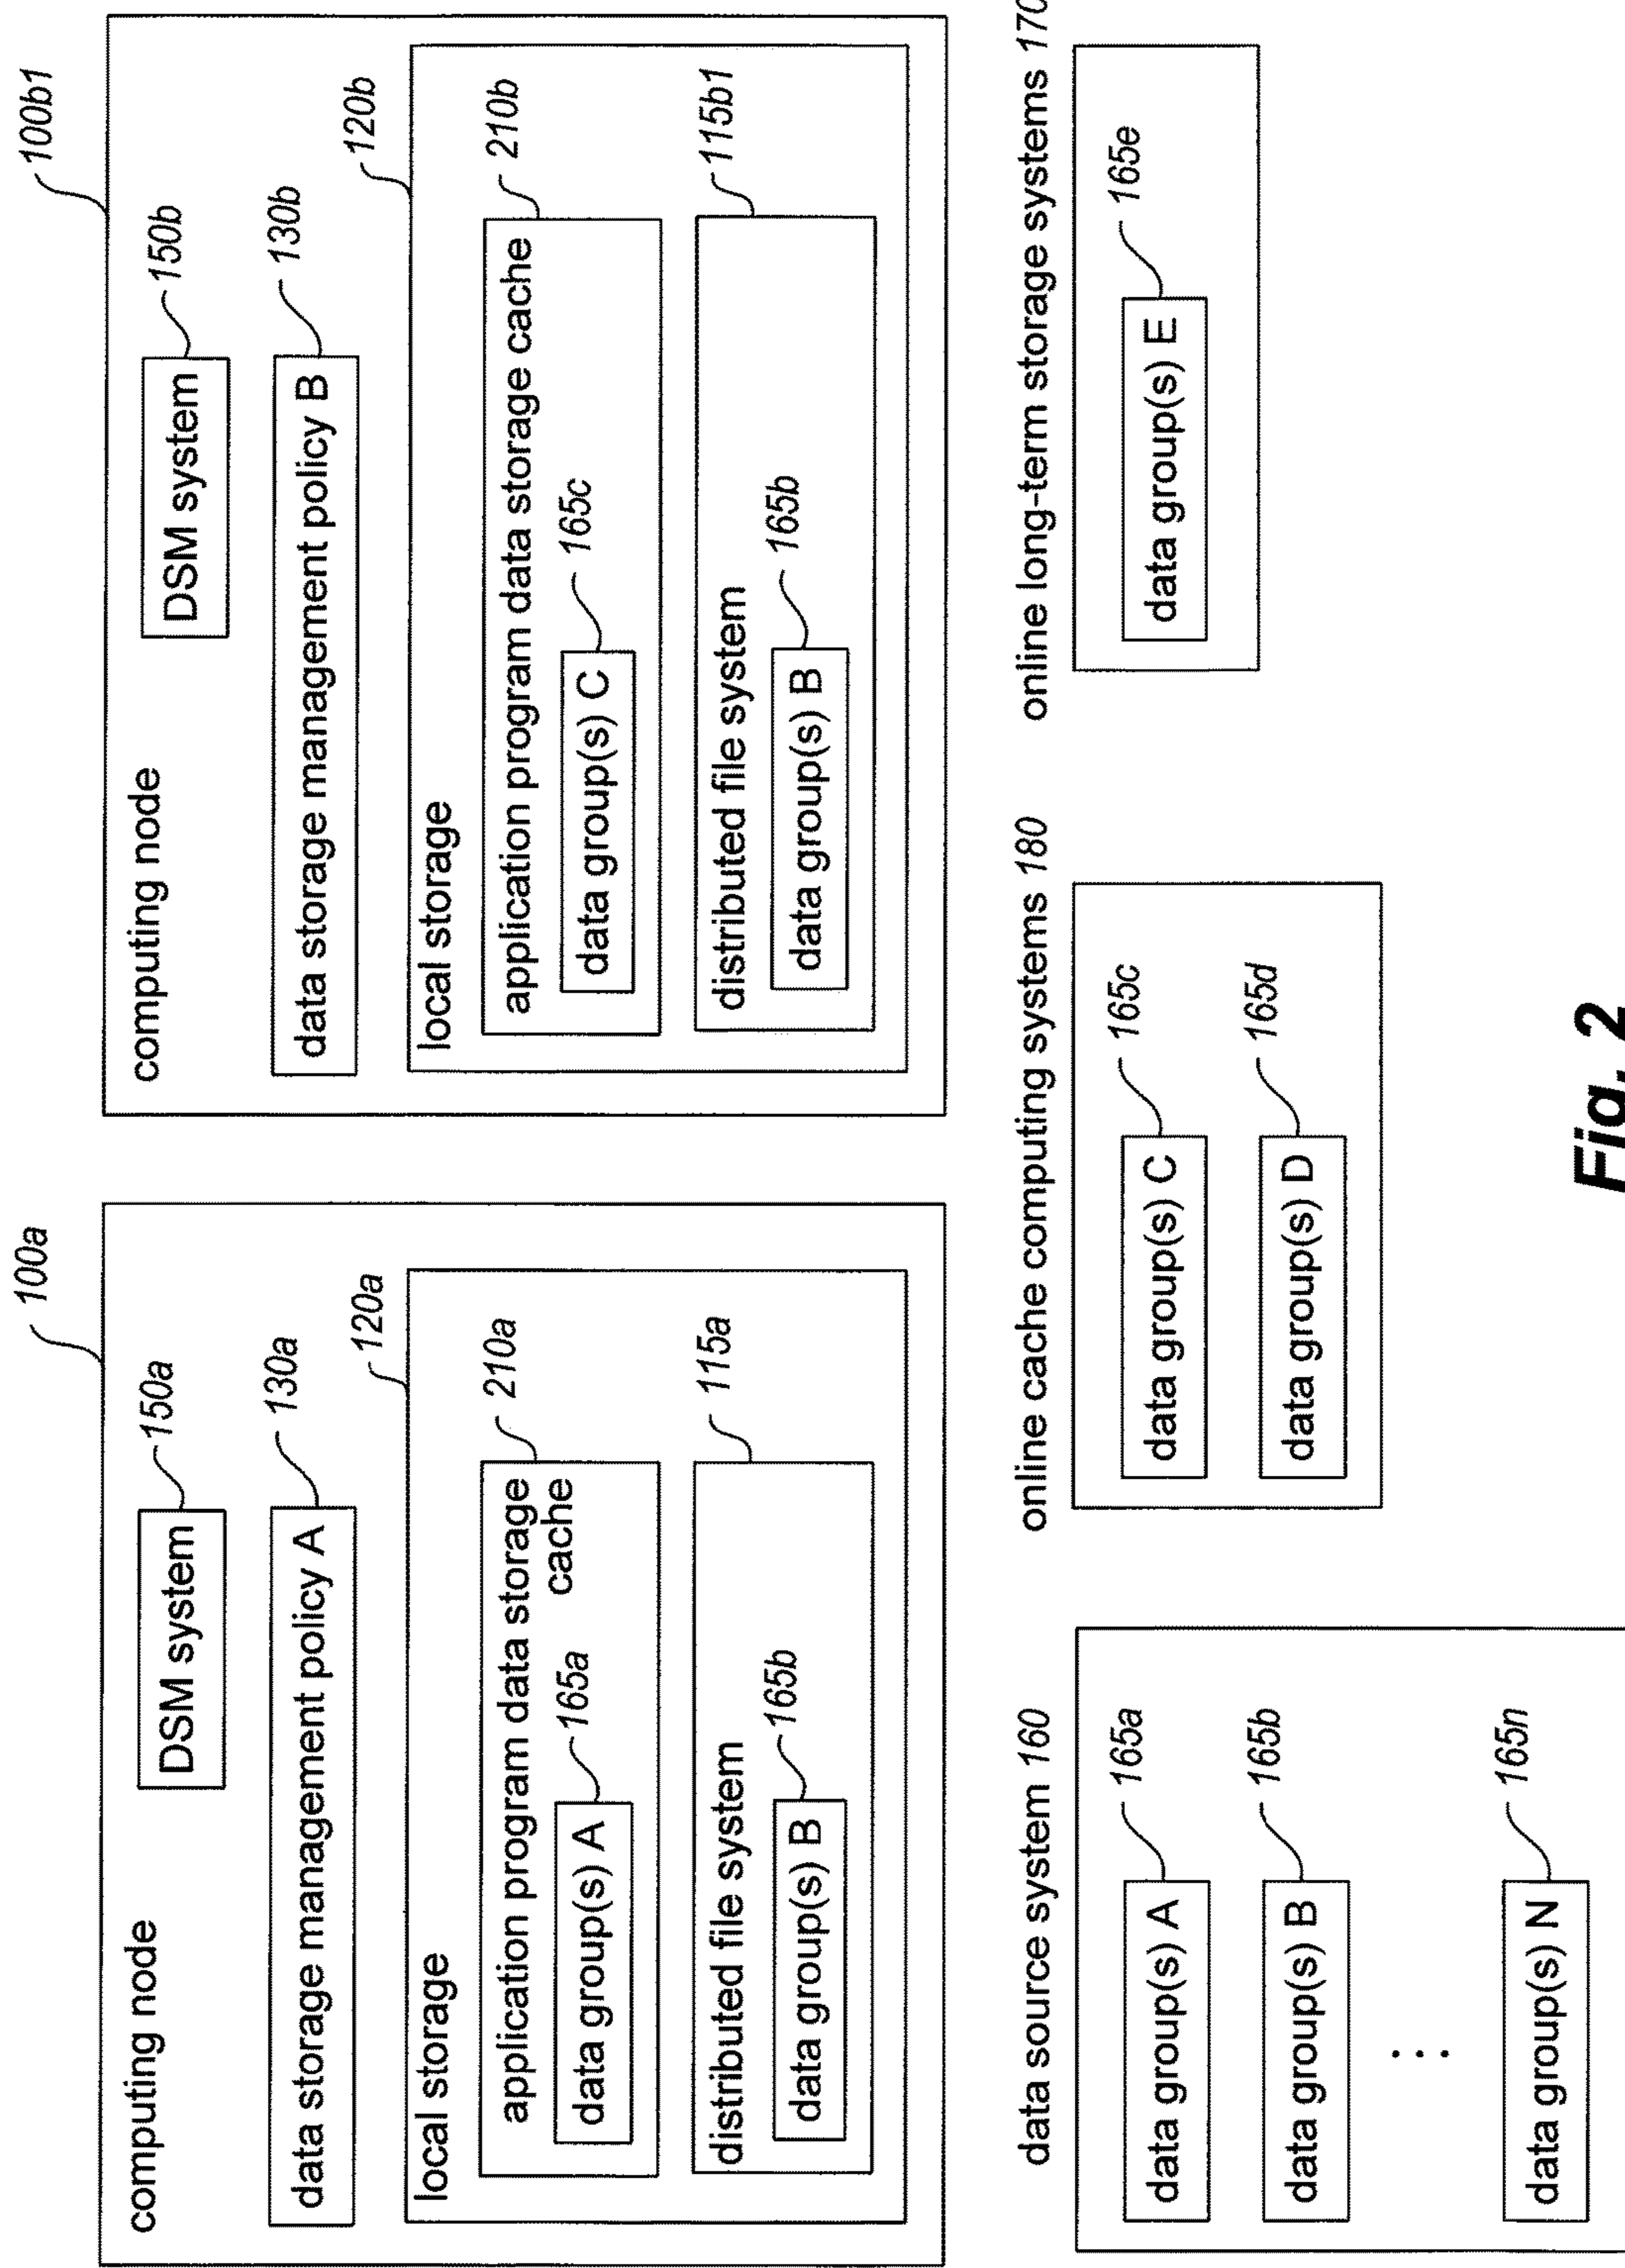 100a
computing node
DSM system
150a
data storage management policy A
130a
local storage
120a
application program data storage
cache
210a
data group(s) A
165a
distributed file system
115a
data group(s) B
165b
100b1
computing node
DSM system
150b
data storage management policy B
130b
local storage
120b
application program data storage cache
210b
data group(s) C
165c
distributed file system
115b1
data group(s) B
165b
data source system 160
data group(s) A
165a
data group(s) B
165b
...
data group(s) N
165n
online cache computing systems 180
data group(s) C
165c
data group(s) D
165d
online long-term storage systems 170
data group(s) E
165e
Fig. 2